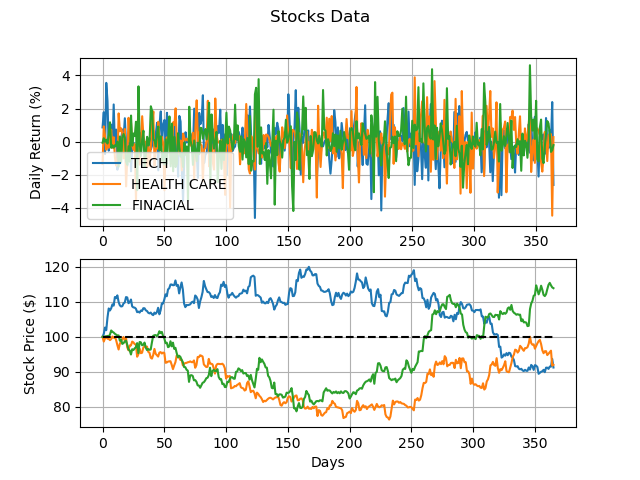 Stocks Data
Daily Return (%)
4
2
0
−2
−4
TECH
HEALTH CARE
FINACIAL
0 50 100 150 200 250 300 350
Stock Price ($)
120
110
100
90
80
0 50 100 150 200 250 300 350
Days